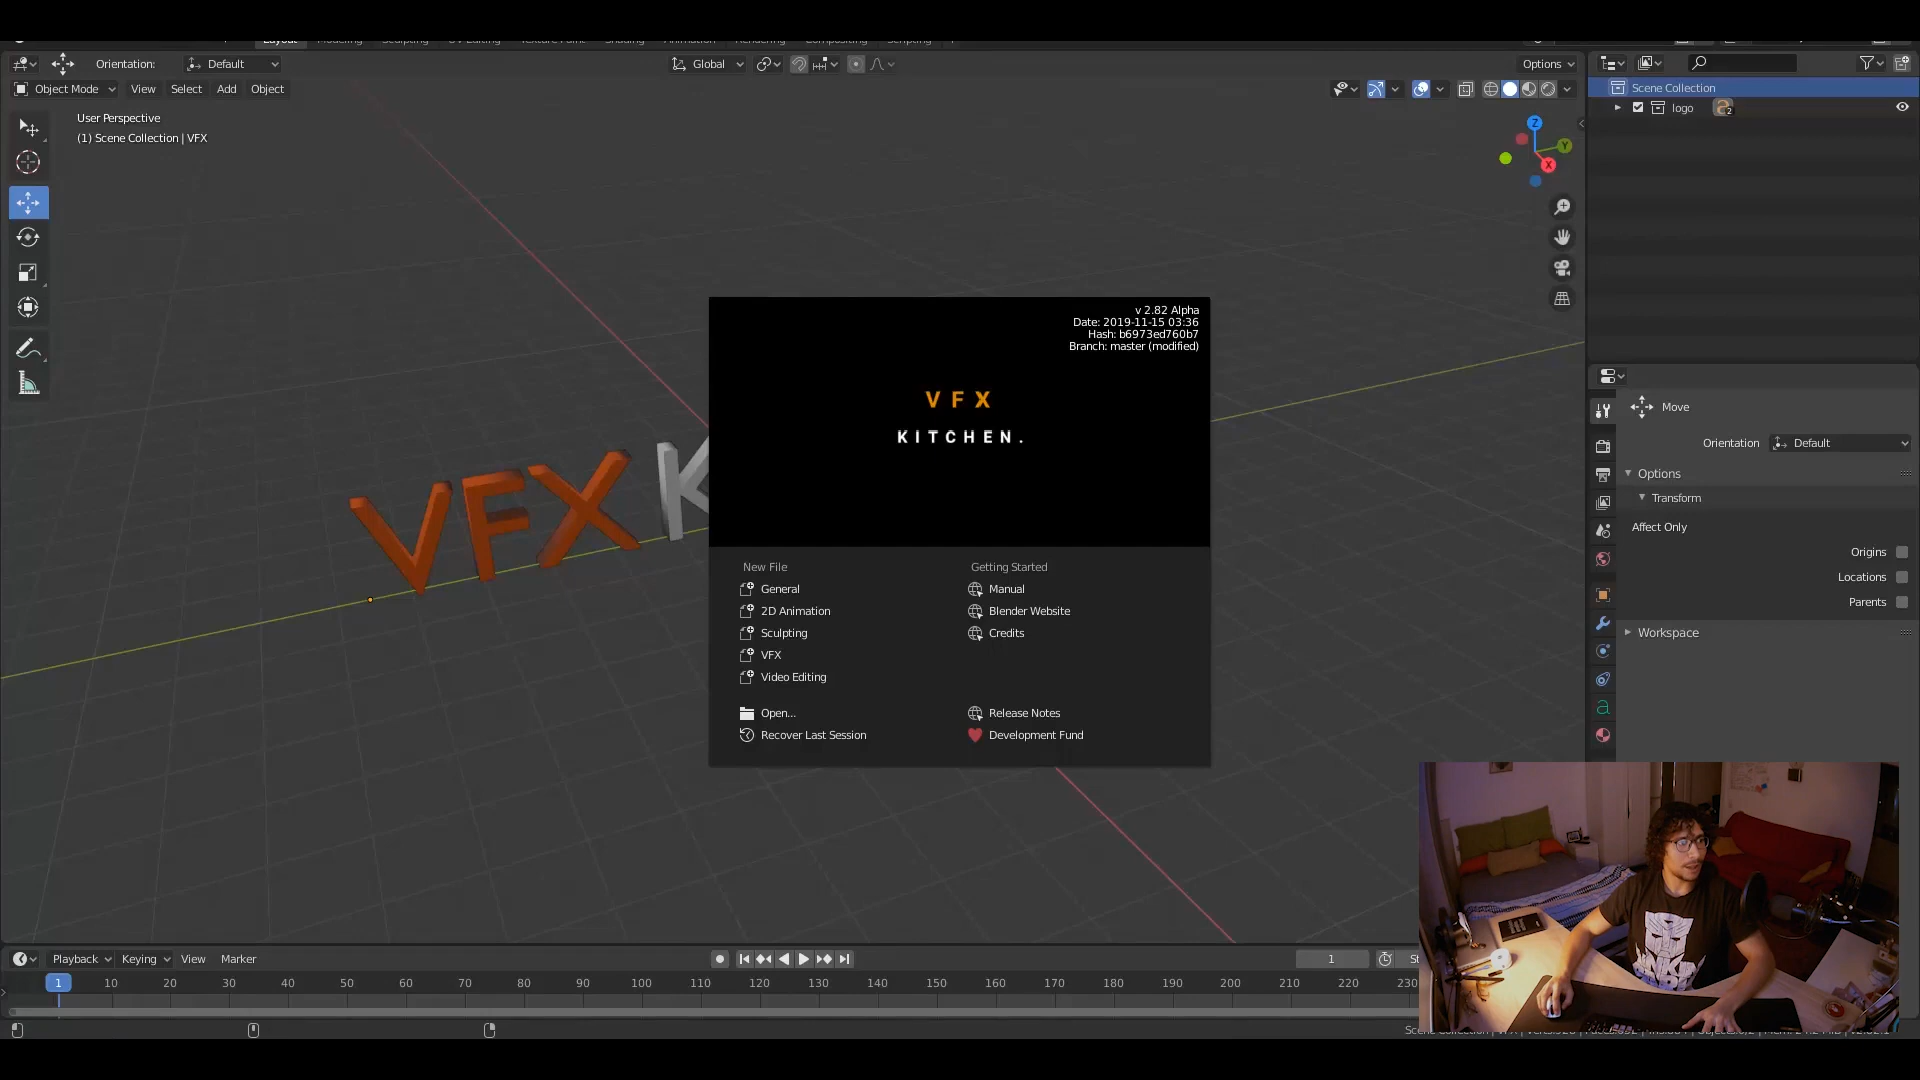 Layout
Orientation: Default Global Options
Object Mode View Select Add Object
User Perspective
(1) Scene Collection | VFX
Z
Y
X
VFX K
v 2.82 Alpha
Date: 2019-11-15 03:36
Hash: b6973ed760b7
Branch: master (modified)
VFX
KITCHEN.
New File
General
2D Animation
Sculpting
VFX
Video Editing
Open...
Recover Last Session
Getting Started
Manual
Blender Website
Credits
Release Notes
Development Fund
Scene Collection
logo 2
Move
Orientation Default
Options
Transform
Affect Only
Origins
Locations
Parents
Workspace
Playback Keying View Marker 1 St
1 10 20 30 40 50 60 70 80 90 100 110 120 130 140 150 160 170 180 190 200 210 220 230